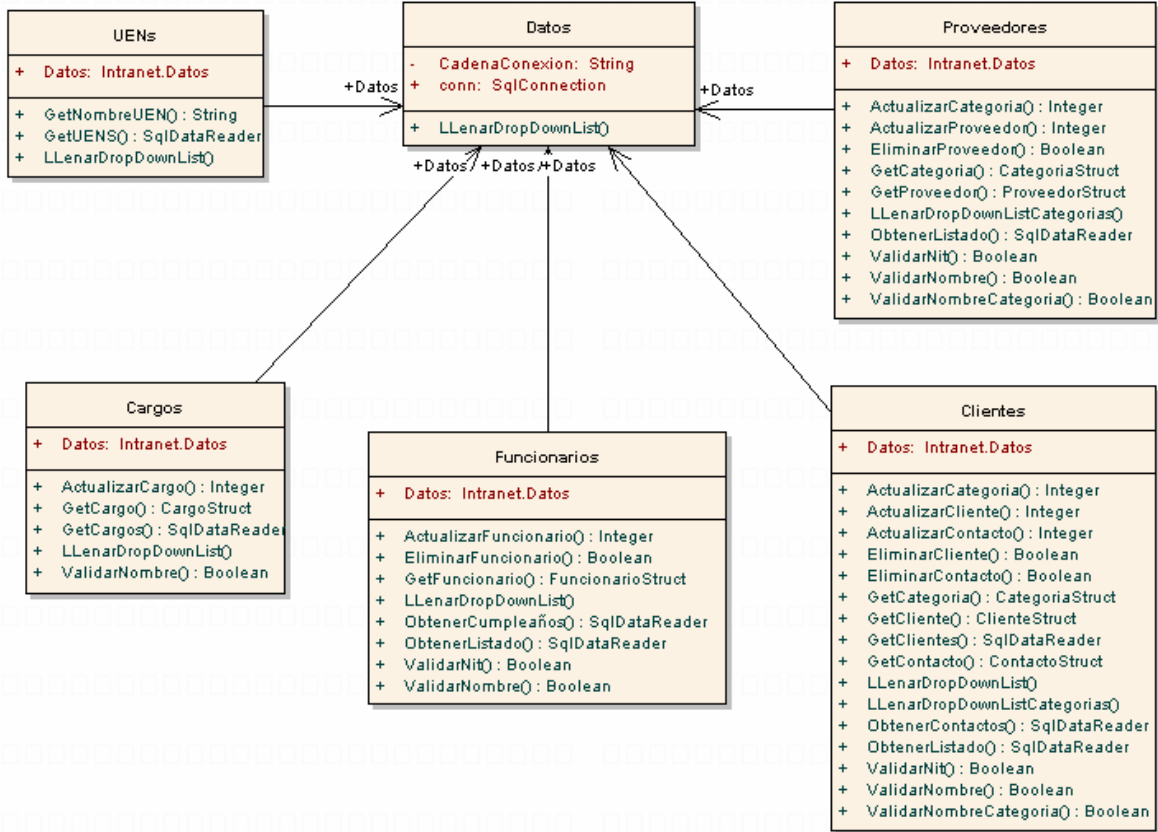 UENs
+ Datos: Intranet.Datos
+ GetNombreUEN() : String
+ GetUENS() : SqlDataReader
+ LLenarDropDownList()
Datos
- CadenaConexion: String
+ conn: SqlConnection
+ LLenarDropDownList()
Proveedores
+ Datos: Intranet.Datos
+ ActualizarCategoria() : Integer
+ ActualizarProveedor() : Integer
+ EliminarProveedor() : Boolean
+ GetCategoria() : CategoriaStruct
+ GetProveedor() : ProveedorStruct
+ LLenarDropDownListCategorias()
+ ObtenerListado() : SqlDataReader
+ ValidarNit() : Boolean
+ ValidarNombre() : Boolean
+ ValidarNombreCategoria() : Boolean
+Datos
+Datos
+Datos
+Datos
+Datos
Cargos
+ Datos: Intranet.Datos
+ ActualizarCargo() : Integer
+ GetCargo() : CargoStruct
+ GetCargos() : SqlDataReader
+ LLenarDropDownList()
+ ValidarNombre() : Boolean
Funcionarios
+ Datos: Intranet.Datos
+ ActualizarFuncionario() : Integer
+ EliminarFuncionario() : Boolean
+ GetFuncionario() : FuncionarioStruct
+ LLenarDropDownList()
+ ObtenerCumpleaños() : SqlDataReader
+ ObtenerListado() : SqlDataReader
+ ValidarNit() : Boolean
+ ValidarNombre() : Boolean
Clientes
+ Datos: Intranet.Datos
+ ActualizarCategoria() : Integer
+ ActualizarCliente() : Integer
+ ActualizarContacto() : Integer
+ EliminarCliente() : Boolean
+ EliminarContacto() : Boolean
+ GetCategoria() : CategoriaStruct
+ GetCliente() : ClienteStruct
+ GetClientes() : SqlDataReader
+ GetContacto() : ContactoStruct
+ LLenarDropDownList()
+ LLenarDropDownListCategorias()
+ ObtenerContactos() : SqlDataReader
+ ObtenerListado() : SqlDataReader
+ ValidarNit() : Boolean
+ ValidarNombre() : Boolean
+ ValidarNombreCategoria() : Boolean